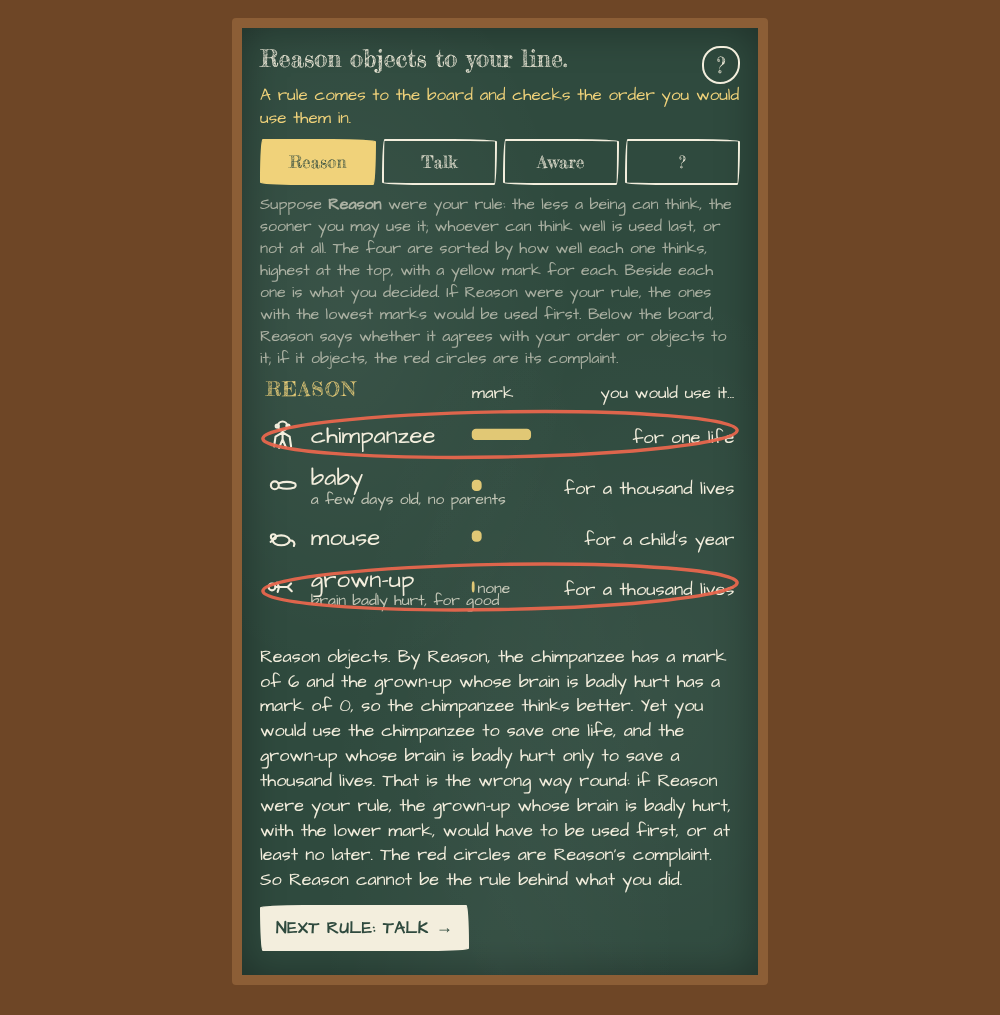 Reason objects to your line.
?
A rule comes to the board and checks the order you would
use them in.
Reason
Talk
Aware
?
Suppose Reason were your rule: the less a being can think, the
sooner you may use it; whoever can think well is used last, or
not at all. The four are sorted by how well each one thinks,
highest at the top, with a yellow mark for each. Beside each
one is what you decided. If Reason were your rule, the ones
with the lowest marks would be used first. Below the board,
Reason says whether it agrees with your order or objects to
it; if it objects, the red circles are its complaint.
REASON
mark
you would use it...
chimpanzee
for one life
baby
a few days old, no parents
for a thousand lives
mouse
for a child's year
grown-up
brain badly hurt, for good
none
for a thousand lives
Reason objects. By Reason, the chimpanzee has a mark
of 6 and the grown-up whose brain is badly hurt has a
mark of 0, so the chimpanzee thinks better. Yet you
would use the chimpanzee to save one life, and the
grown-up whose brain is badly hurt only to save a
thousand lives. That is the wrong way round: if Reason
were your rule, the grown-up whose brain is badly hurt,
with the lower mark, would have to be used first, or at
least no later. The red circles are Reason's complaint.
So Reason cannot be the rule behind what you did.
NEXT RULE: TALK →